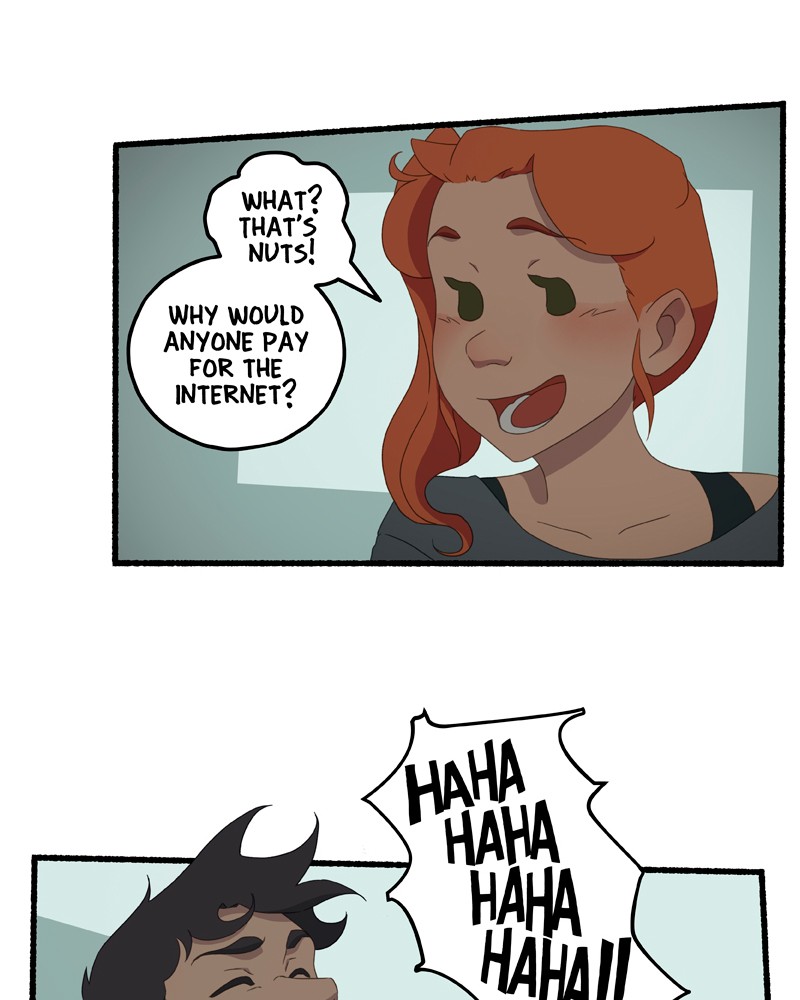 WHAT?
THAT'S
NUTS!
WHY WOULD
ANYONE PAY
FOR THE
INTERNET?
HAHA
HAHA
HAHA
HAHA!!